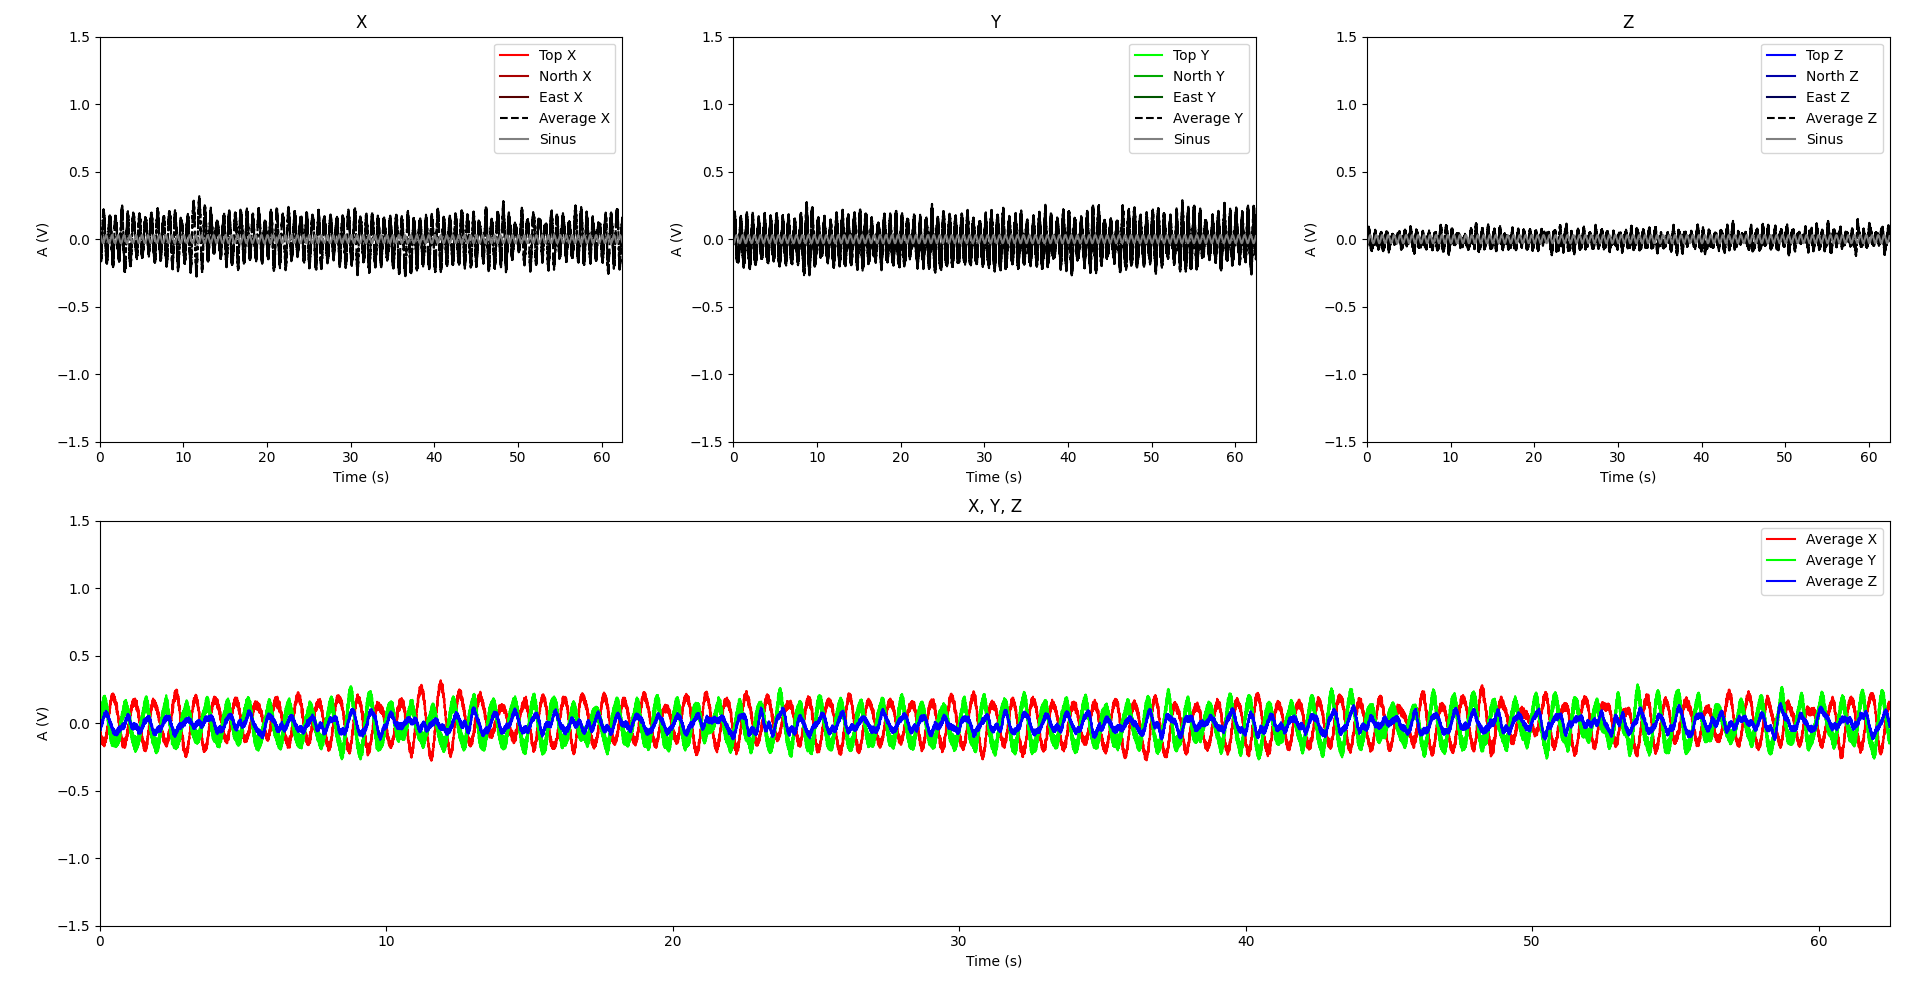 X
1.5
1.0
0.5
0.0
−0.5
−1.0
−1.5
A (V)
0 10 20 30 40 50 60
Time (s)
Top X
North X
East X
Average X
Sinus
Y
1.5
1.0
0.5
0.0
−0.5
−1.0
−1.5
A (V)
0 10 20 30 40 50 60
Time (s)
Top Y
North Y
East Y
Average Y
Sinus
Z
1.5
1.0
0.5
0.0
−0.5
−1.0
−1.5
A (V)
0 10 20 30 40 50 60
Time (s)
Top Z
North Z
East Z
Average Z
Sinus
X, Y, Z
1.5
1.0
0.5
0.0
−0.5
−1.0
−1.5
A (V)
0 10 20 30 40 50 60
Time (s)
Average X
Average Y
Average Z